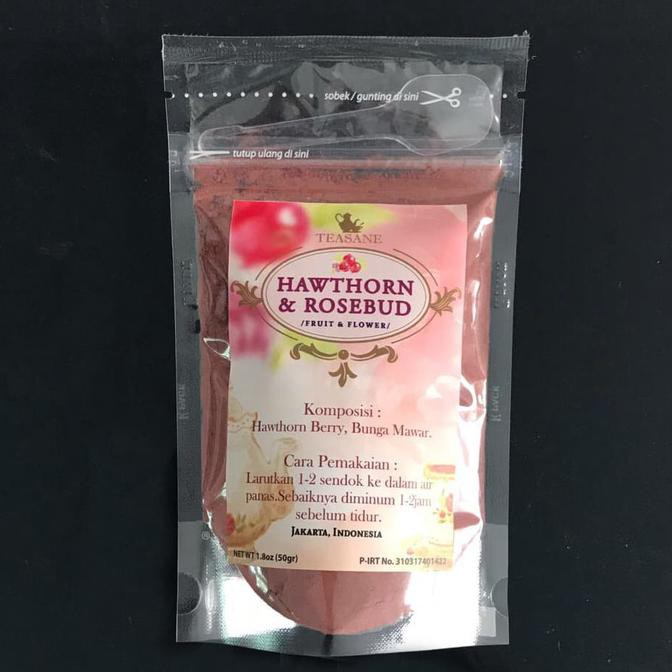 sobek / gunting di sini
tutup ulang di sini
TEASANE
HAWTHORN
& ROSEBUD
/FRUIT & FLOWER/
Komposisi :
Hawthorn Berry, Bunga Mawar.
Cara Pemakaian :
Larutkan 1-2 sendok ke dalam air
panas.Sebaiknya diminum 1-2jam
sebelum tidur.
JAKARTA, INDONESIA
NET WT 1.8oz (50gr)
P-IRT No. 310317401422